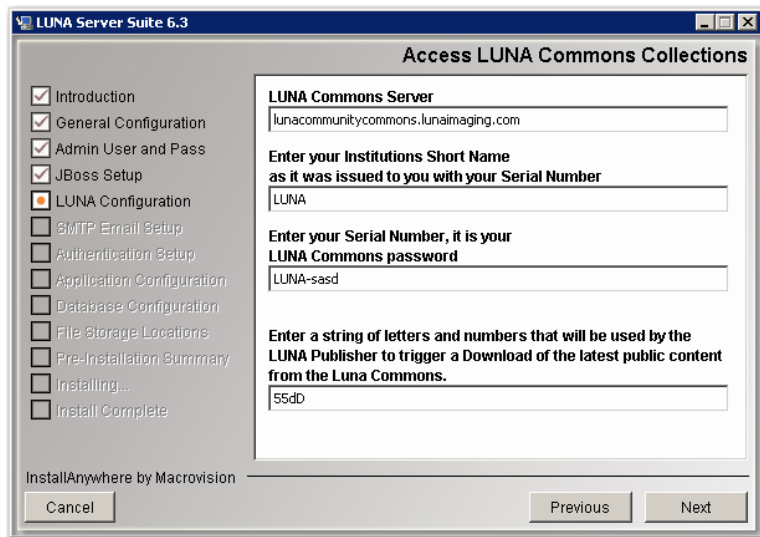 LUNA Server Suite 6.3
Access LUNA Commons Collections
Introduction
General Configuration
Admin User and Pass
JBoss Setup
LUNA Configuration
SMTP Email Setup
Authentication Setup
Application Configuration
Database Configuration
File Storage Locations
Pre-Installation Summary
Installing...
Install Complete
LUNA Commons Server
lunacommunitycommons.lunaimaging.com
Enter your Institutions Short Name
as it was issued to you with your Serial Number
LUNA
Enter your Serial Number, it is your
LUNA Commons password
LUNA-sasd
Enter a string of letters and numbers that will be used by the
LUNA Publisher to trigger a Download of the latest public content
from the Luna Commons.
55dD
InstallAnywhere by Macrovision
Cancel
Previous
Next